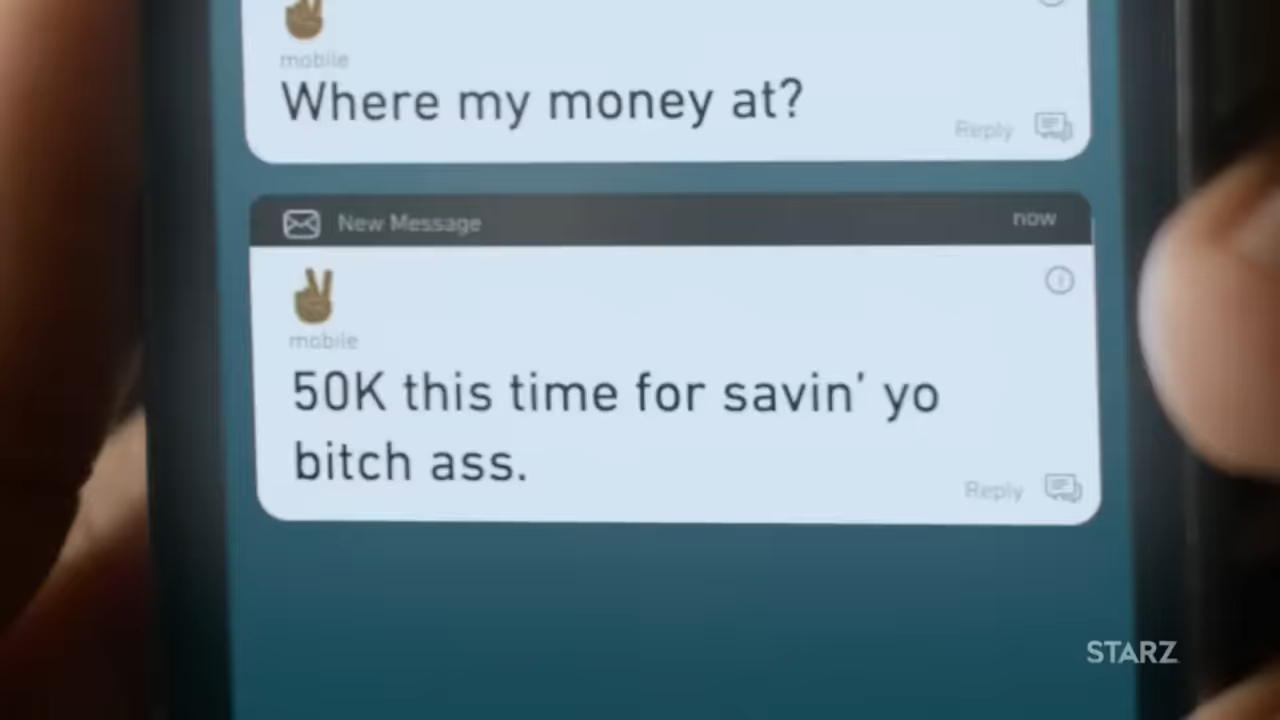 mobile
Where my money at?
Reply
New Message now
mobile
50K this time for savin' yo
bitch ass.
Reply
STARZ